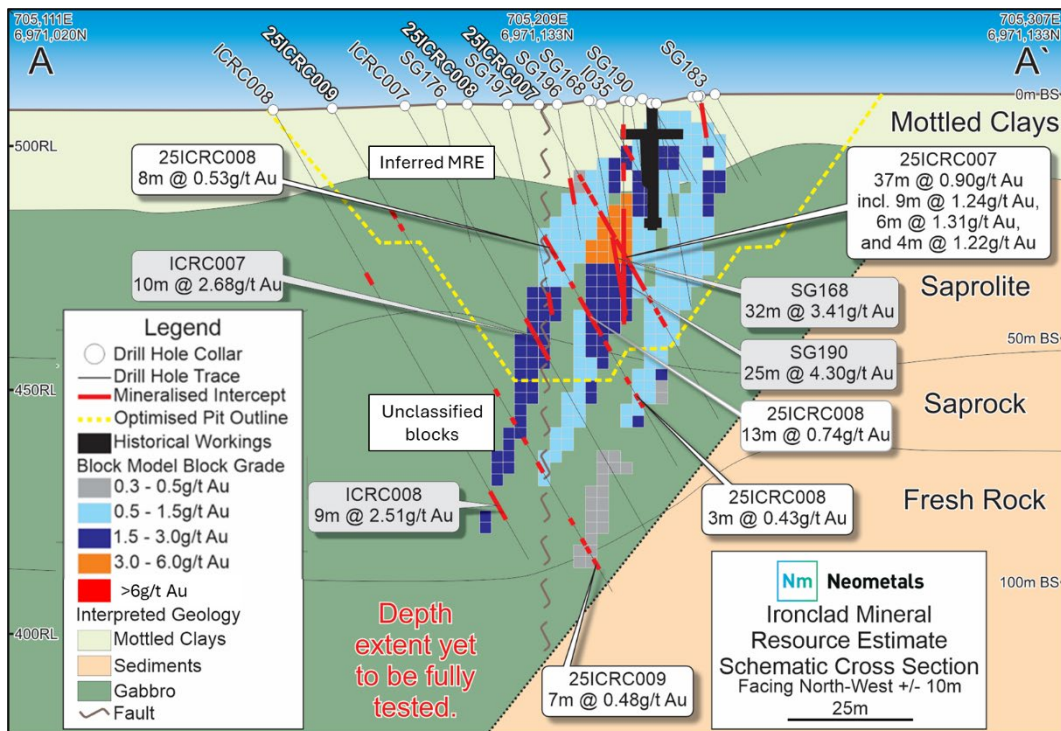 705,111E
6,971,020N
705,209E
6,971,133N
705,307E
6,971,133N
A
A`
ICRC008
25ICRC009
ICRC007
SG176
25ICRC008
SG197
25ICRC007
SG196
SG168
I035
SG190
SG183
0m BS
Mottled Clays
500RL
Inferred MRE
25ICRC008
8m @ 0.53g/t Au
25ICRC007
37m @ 0.90g/t Au
incl. 9m @ 1.24g/t Au,
6m @ 1.31g/t Au,
and 4m @ 1.22g/t Au
ICRC007
10m @ 2.68g/t Au
Saprolite
SG168
32m @ 3.41g/t Au
50m BS
SG190
25m @ 4.30g/t Au
450RL
Saprock
Unclassified
blocks
25ICRC008
13m @ 0.74g/t Au
ICRC008
9m @ 2.51g/t Au
25ICRC008
3m @ 0.43g/t Au
Fresh Rock
100m BS
400RL
Depth
extent yet
to be fully
tested.
25ICRC009
7m @ 0.48g/t Au
Legend
Drill Hole Collar
Drill Hole Trace
Mineralised Intercept
Optimised Pit Outline
Historical Workings
Block Model Block Grade
0.3 - 0.5g/t Au
0.5 - 1.5g/t Au
1.5 - 3.0g/t Au
3.0 - 6.0g/t Au
>6g/t Au
Interpreted Geology
Mottled Clays
Sediments
Gabbro
Fault
Nm Neometals
Ironclad Mineral
Resource Estimate
Schematic Cross Section
Facing North-West +/- 10m
25m